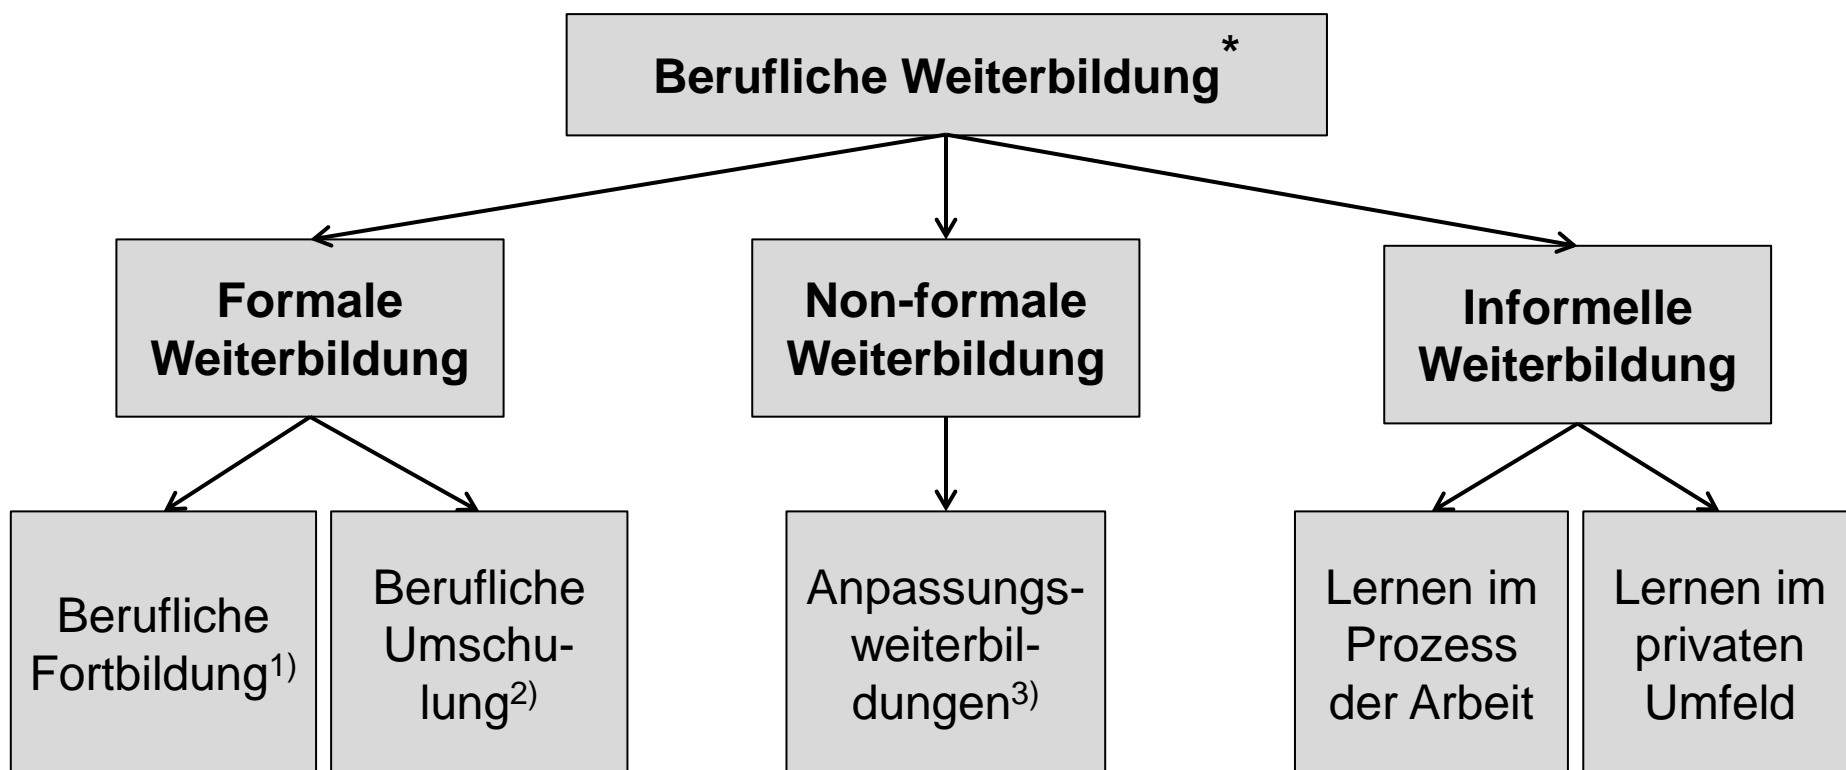 Berufliche Weiterbildung*
Formale
Weiterbildung
Non-formale
Weiterbildung
Informelle
Weiterbildung
Berufliche
Fortbildung1)
Berufliche
Umschu-
lung2)
Anpassungs-
weiterbil-
dungen3)
Lernen im
Prozess
der Arbeit
Lernen im
privaten
Umfeld